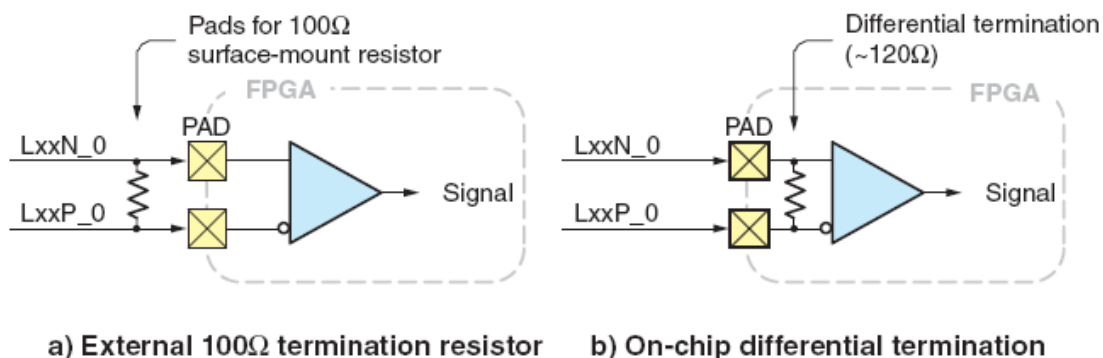 Pads for 100Ω
surface-mount resistor
FPGA
PAD
LxxN_0
LxxP_0
Signal
a) External 100Ω termination resistor
Differential termination
(~120Ω)
FPGA
PAD
LxxN_0
LxxP_0
Signal
b) On-chip differential termination